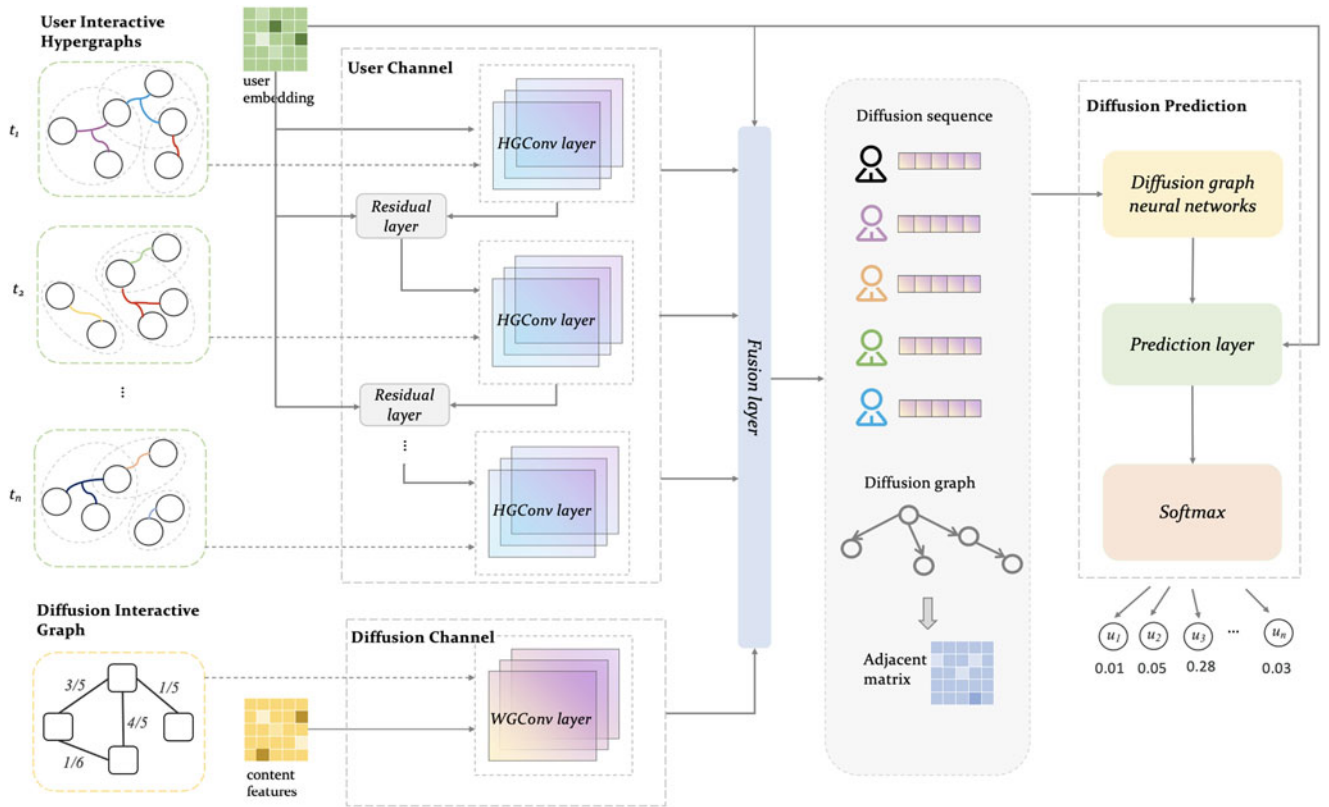 User Interactive
Hypergraphs
user
embedding
User Channel
t1
HGConv layer
Residual
layer
t2
HGConv layer
Residual
layer
⋮
⋮
tn
HGConv layer
Fusion layer
Diffusion sequence
Diffusion graph
Adjacent
matrix
Diffusion Prediction
Diffusion graph
neural networks
Prediction layer
Softmax
u1 u2 u3 ... un
0.01 0.05 0.28 0.03
Diffusion Interactive
Graph
3/5 1/5
4/5
1/6
content
features
Diffusion Channel
WGConv layer